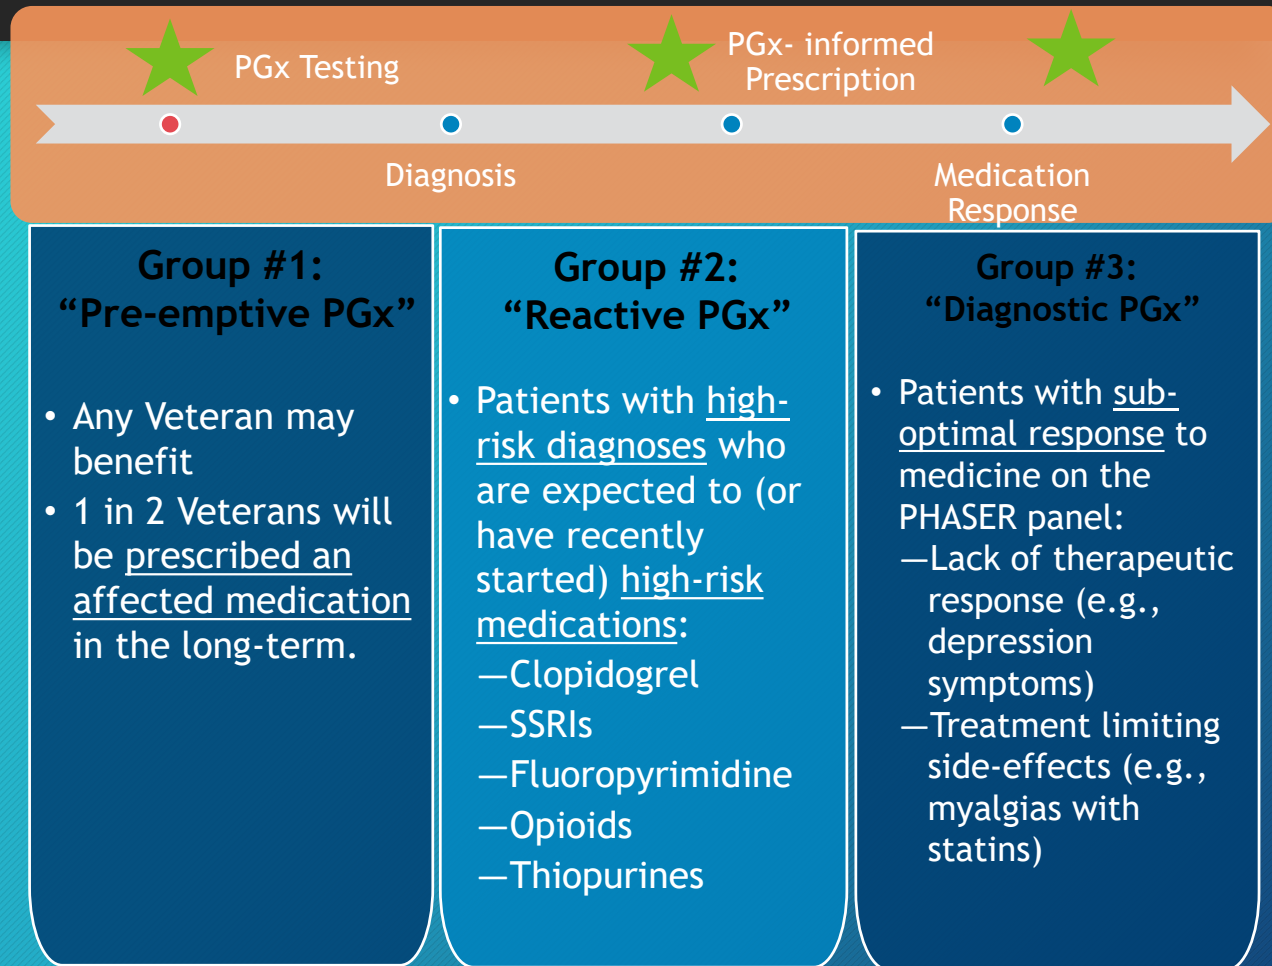 PGx Testing
PGx- informed
Prescription
Diagnosis
Medication
Response
Group #1:
“Pre-emptive PGx”
• Any Veteran may
benefit
• 1 in 2 Veterans will
be prescribed an
affected medication
in the long-term.
Group #2:
“Reactive PGx”
• Patients with high-
risk diagnoses who
are expected to (or
have recently
started) high-risk
medications:
—Clopidogrel
—SSRIs
—Fluoropyrimidine
—Opioids
—Thiopurines
Group #3:
“Diagnostic PGx”
• Patients with sub-
optimal response to
medicine on the
PHASER panel:
—Lack of therapeutic
response (e.g.,
depression
symptoms)
—Treatment limiting
side-effects (e.g.,
myalgias with
statins)